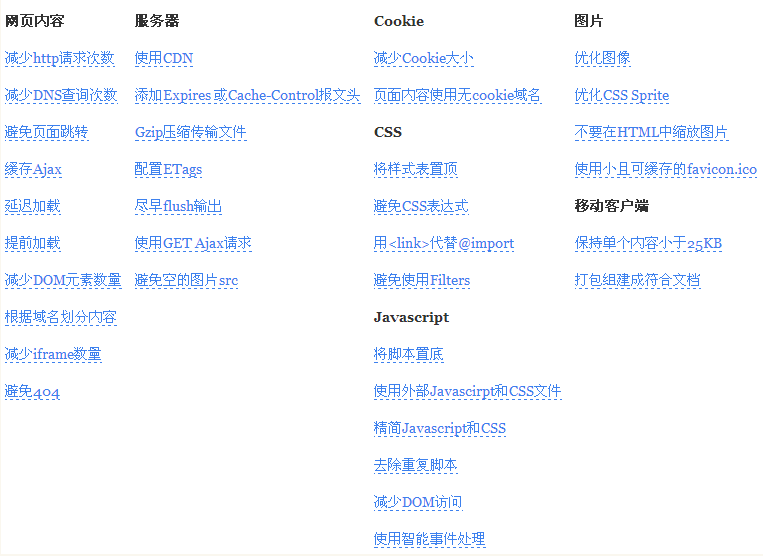 网页内容
减少http请求次数
减少DNS查询次数
避免页面跳转
缓存Ajax
延迟加载
提前加载
减少DOM元素数量
根据域名划分内容
减少iframe数量
避免404
服务器
使用CDN
添加Expires 或Cache-Control报文头
Gzip压缩传输文件
配置ETags
尽早flush输出
使用GET Ajax请求
避免空的图片src
Cookie
减少Cookie大小
页面内容使用无cookie域名
CSS
将样式表置顶
避免CSS表达式
用<link>代替@import
避免使用Filters
Javascript
将脚本置底
使用外部Javascirpt和CSS文件
精简Javascript和CSS
去除重复脚本
减少DOM访问
使用智能事件处理
图片
优化图像
优化CSS Sprite
不要在HTML中缩放图片
使用小且可缓存的favicon.ico
移动客户端
保持单个内容小于25KB
打包组建成符合文档